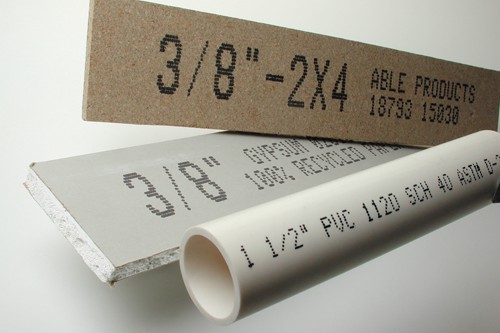 3/8"-2X4
ABLE PRODUCTS
18793 15030
3/8"
GYPSUM
100% RECYCLED
1 1/2" PVC 1120 SCH 40 ASTM D-